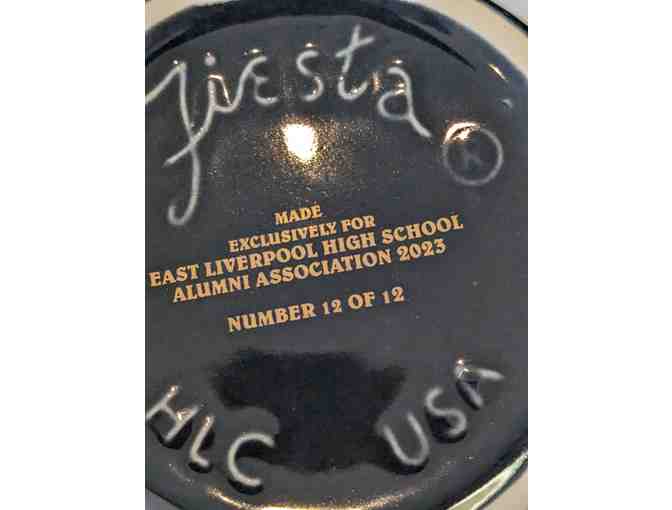 fiesta
®
MADE
EXCLUSIVELY FOR
EAST LIVERPOOL HIGH SCHOOL
ALUMNI ASSOCIATION 2023
NUMBER 12 OF 12
HLC USA